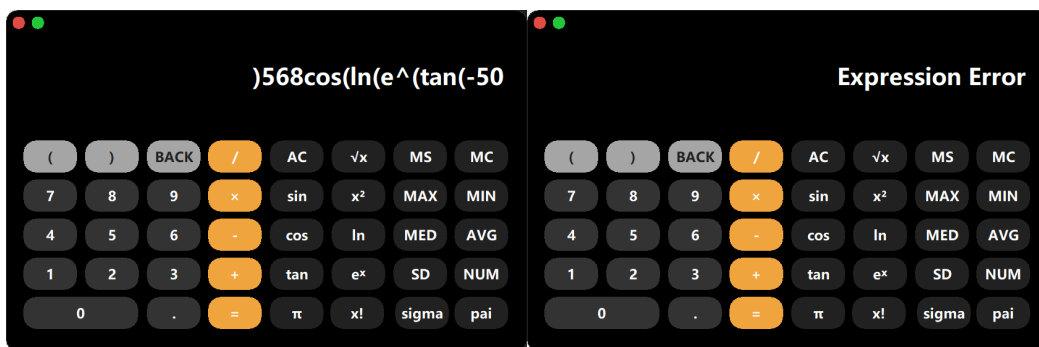 )568cos(ln(e^(tan(-50
( ) BACK / AC √x MS MC
7 8 9 × sin x² MAX MIN
4 5 6 - cos ln MED AVG
1 2 3 + tan eˣ SD NUM
0 . = π x! sigma pai
Expression Error
( ) BACK / AC √x MS MC
7 8 9 × sin x² MAX MIN
4 5 6 - cos ln MED AVG
1 2 3 + tan eˣ SD NUM
0 . = π x! sigma pai